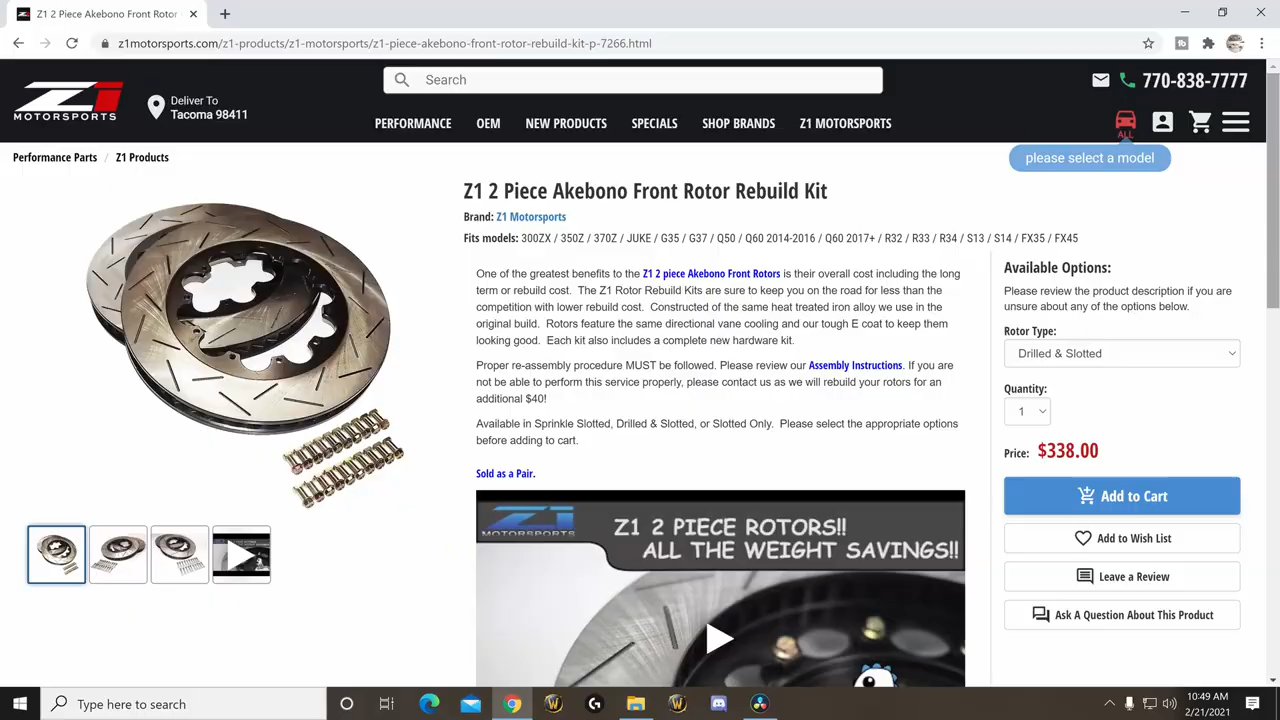 Z1 2 Piece Akebono Front Rotor
z1motorsports.com/z1-products/z1-motorsports/z1-piece-akebono-front-rotor-rebuild-kit-p-7266.html
Z1
MOTORSPORTS
Deliver To
Tacoma 98411
Search
770-838-7777
PERFORMANCE OEM NEW PRODUCTS SPECIALS SHOP BRANDS Z1 MOTORSPORTS
ALL
please select a model
Performance Parts / Z1 Products
Z1 2 Piece Akebono Front Rotor Rebuild Kit
Brand: Z1 Motorsports
Fits models: 300ZX / 350Z / 370Z / JUKE / G35 / G37 / Q50 / Q60 2014-2016 / Q60 2017+ / R32 / R33 / R34 / S13 / S14 / FX35 / FX45
One of the greatest benefits to the Z1 2 piece Akebono Front Rotors is their overall cost including the long
term or rebuild cost. The Z1 Rotor Rebuild Kits are sure to keep you on the road for less than the
competition with lower rebuild cost. Constructed of the same heat treated iron alloy we use in the
original build. Rotors feature the same directional vane cooling and our tough E coat to keep them
looking good. Each kit also includes a complete new hardware kit.
Proper re-assembly procedure MUST be followed. Please review our Assembly Instructions. If you are
not be able to perform this service properly, please contact us as we will rebuild your rotors for an
additional $40!
Available in Sprinkle Slotted, Drilled & Slotted, or Slotted Only. Please select the appropriate options
before adding to cart.
Sold as a Pair.
Z1
MOTORSPORTS
Z1 2 PIECE ROTORS!!
ALL THE WEIGHT SAVINGS!!
Available Options:
Please review the product description if you are
unsure about any of the options below.
Rotor Type:
Drilled & Slotted
Quantity:
1
Price: $338.00
Add to Cart
Add to Wish List
Leave a Review
Ask A Question About This Product
Type here to search
10:49 AM
2/21/2021